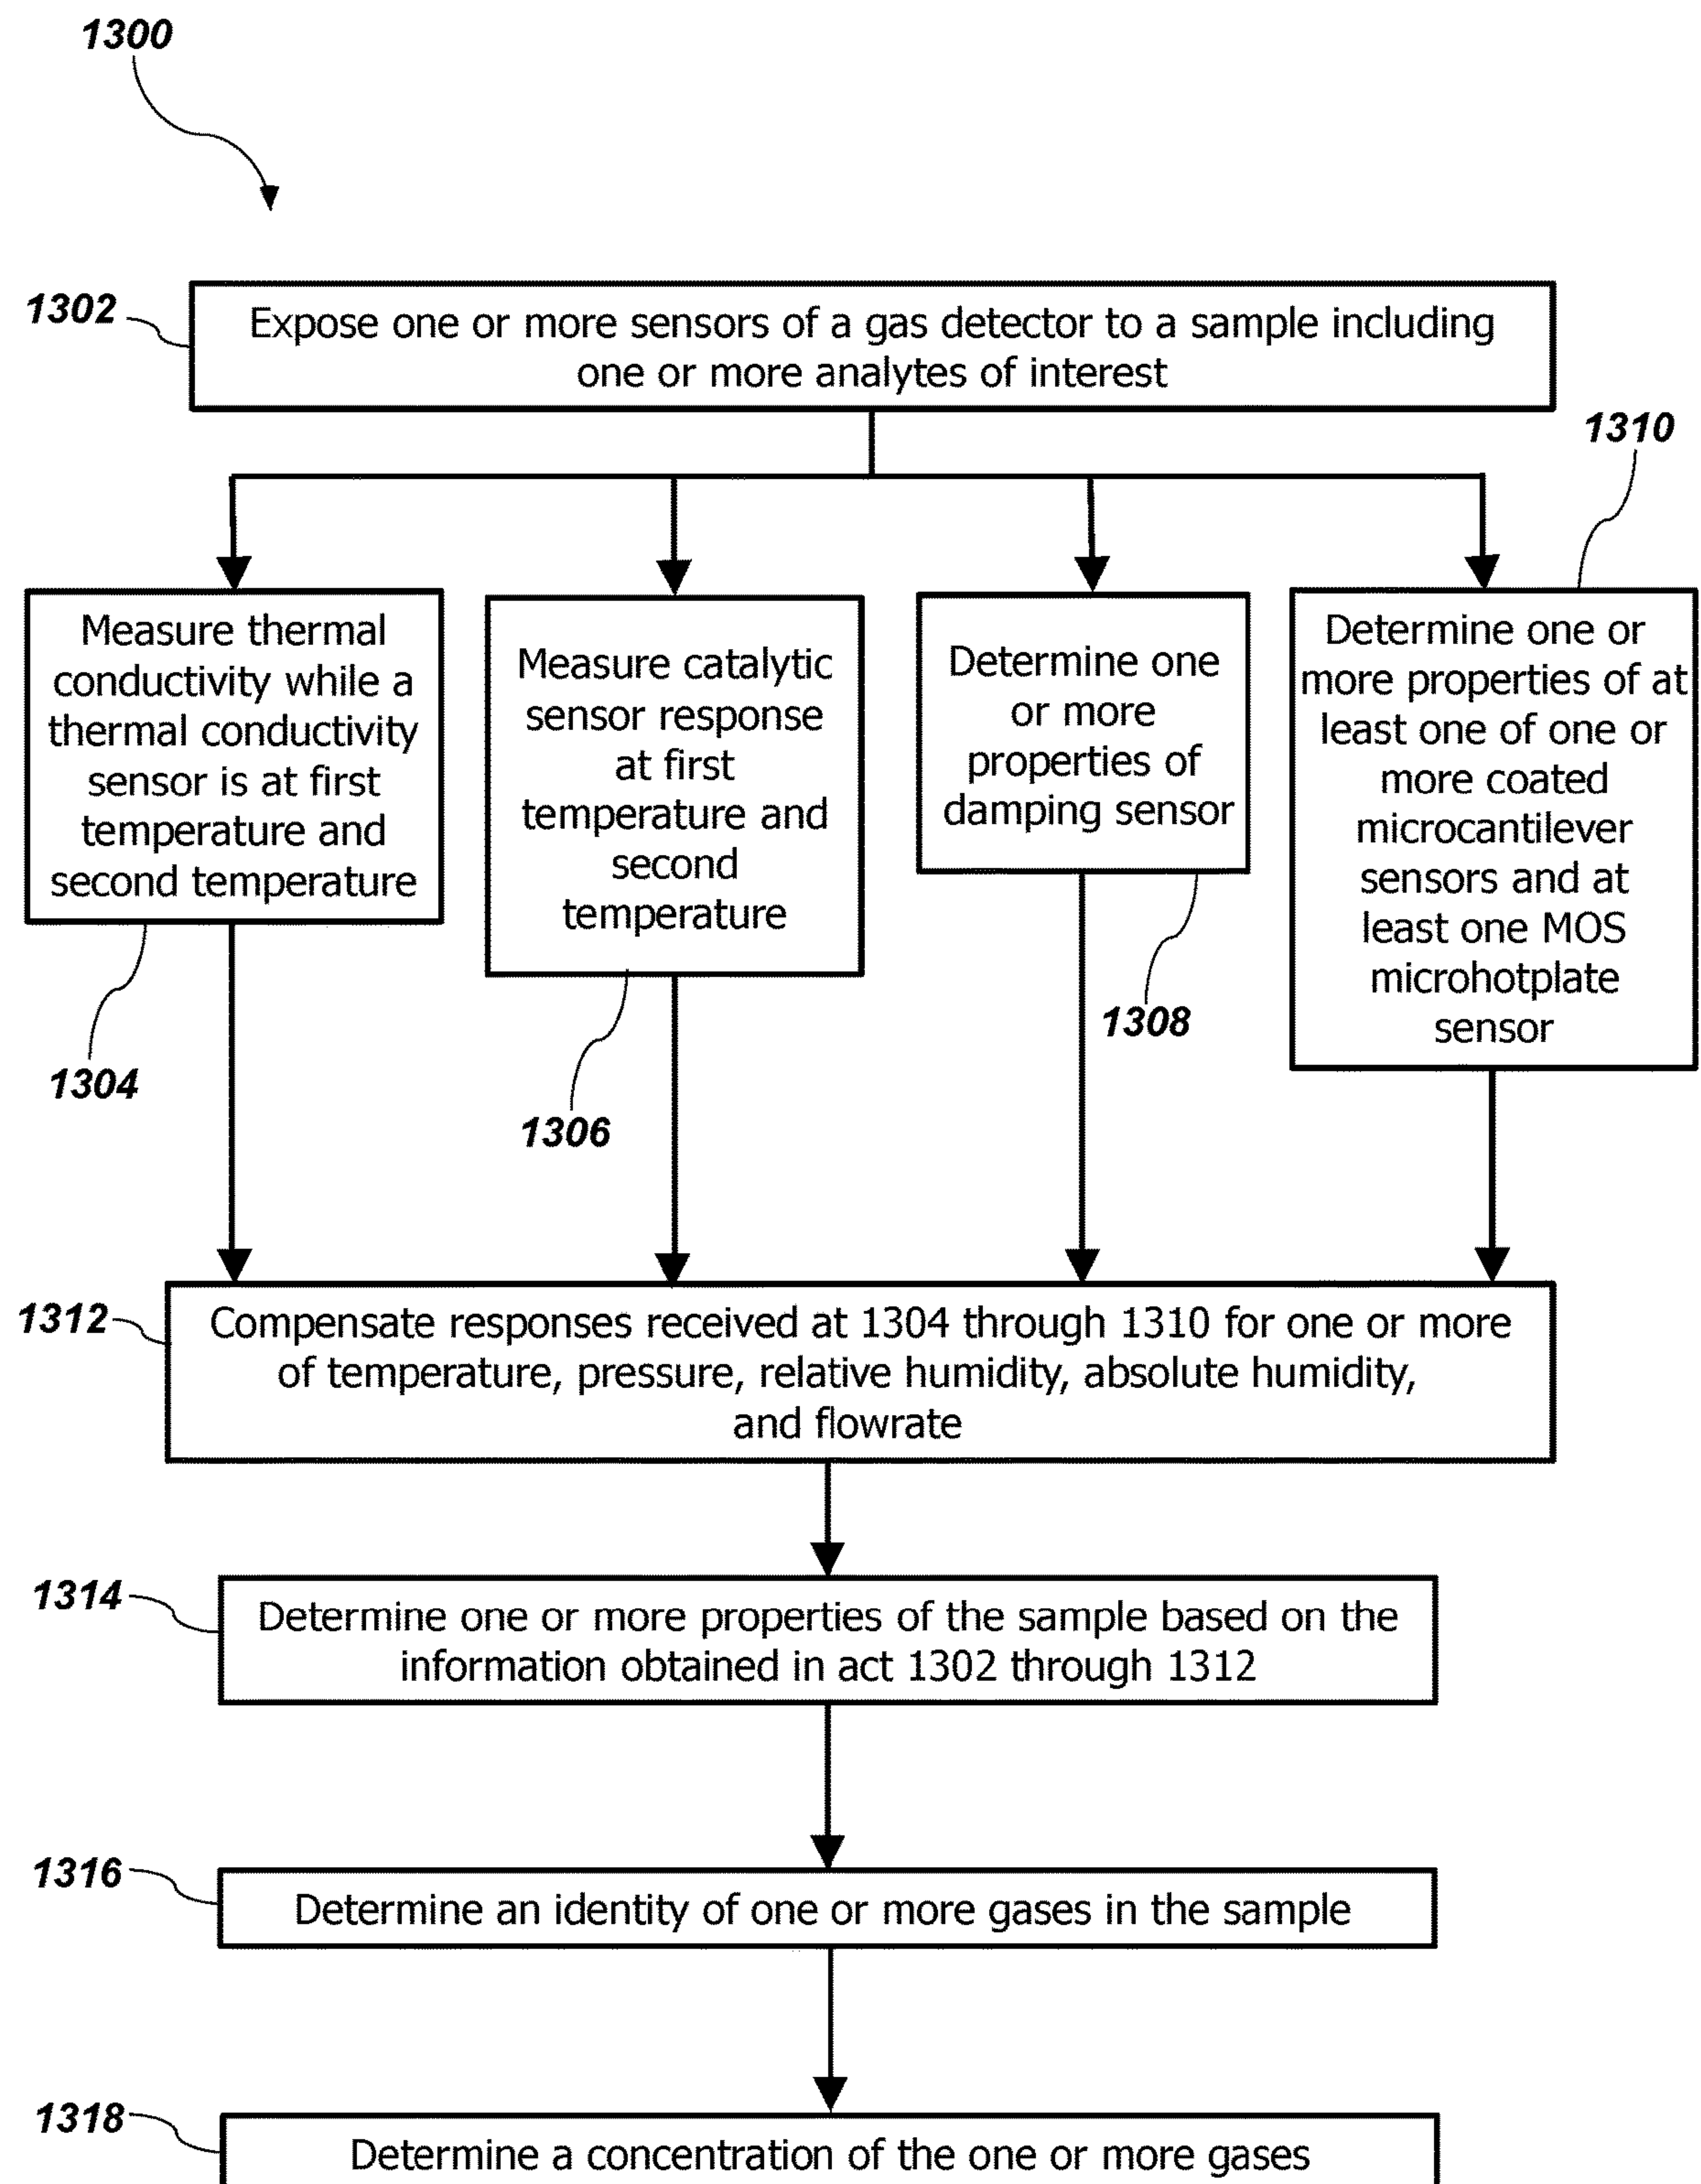 1300
1302
Expose one or more sensors of a gas detector to a sample including
one or more analytes of interest
1310
Measure thermal
conductivity while a
thermal conductivity
sensor is at first
temperature and
second temperature
1304
Measure catalytic
sensor response
at first
temperature and
second
temperature
1306
Determine one
or more
properties of
damping sensor
1308
Determine one or
more properties of at
least one of one or
more coated
microcantilever
sensors and at
least one MOS
microhotplate
sensor
1312
Compensate responses received at 1304 through 1310 for one or more
of temperature, pressure, relative humidity, absolute humidity,
and flowrate
1314
Determine one or more properties of the sample based on the
information obtained in act 1302 through 1312
1316
Determine an identity of one or more gases in the sample
1318
Determine a concentration of the one or more gases